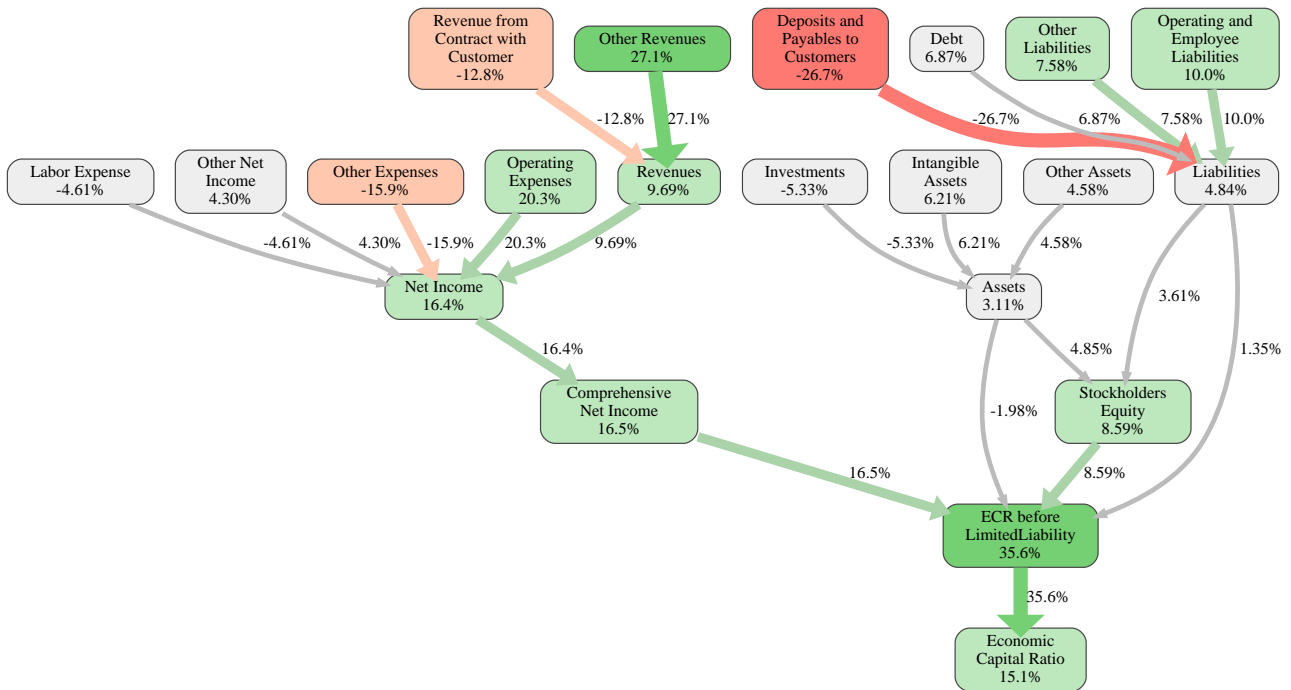 Revenue from
Contract with
Customer
-12.8%
Other Revenues
27.1%
Deposits and
Payables to
Customers
-26.7%
Debt
6.87%
Other
Liabilities
7.58%
Operating and
Employee
Liabilities
10.0%
-12.8%
27.1%
-26.7%
6.87%
7.58%
10.0%
Labor Expense
-4.61%
Other Net
Income
4.30%
Other Expenses
-15.9%
Operating
Expenses
20.3%
Revenues
9.69%
Investments
-5.33%
Intangible
Assets
6.21%
Other Assets
4.58%
Liabilities
4.84%
-4.61%
4.30%
-15.9%
20.3%
9.69%
-5.33%
6.21%
4.58%
Net Income
16.4%
Assets
3.11%
3.61%
16.4%
4.85%
1.35%
Comprehensive
Net Income
16.5%
-1.98%
Stockholders
Equity
8.59%
16.5%
8.59%
ECR before
LimitedLiability
35.6%
35.6%
Economic
Capital Ratio
15.1%